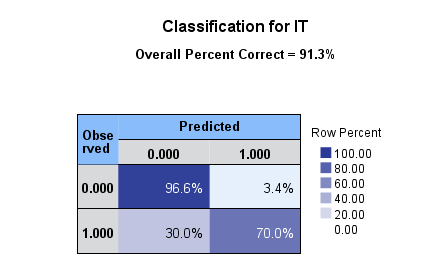 Classification for IT
Overall Percent Correct = 91.3%
Obse
rved
Predicted
0.000 1.000
0.000 96.6% 3.4%
1.000 30.0% 70.0%
Row Percent
100.00
80.00
60.00
40.00
20.00
0.00